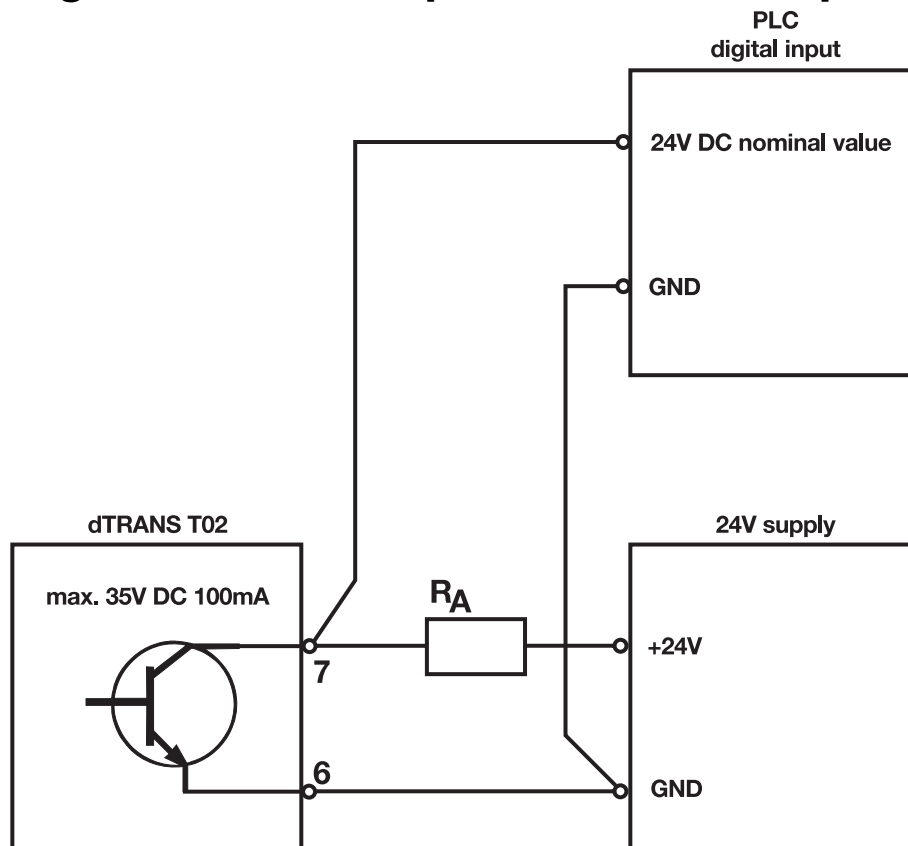 PLC
digital input
24V DC nominal value
GND
dTRANS T02
24V supply
max. 35V DC 100mA
RA
+24V
7
6
GND